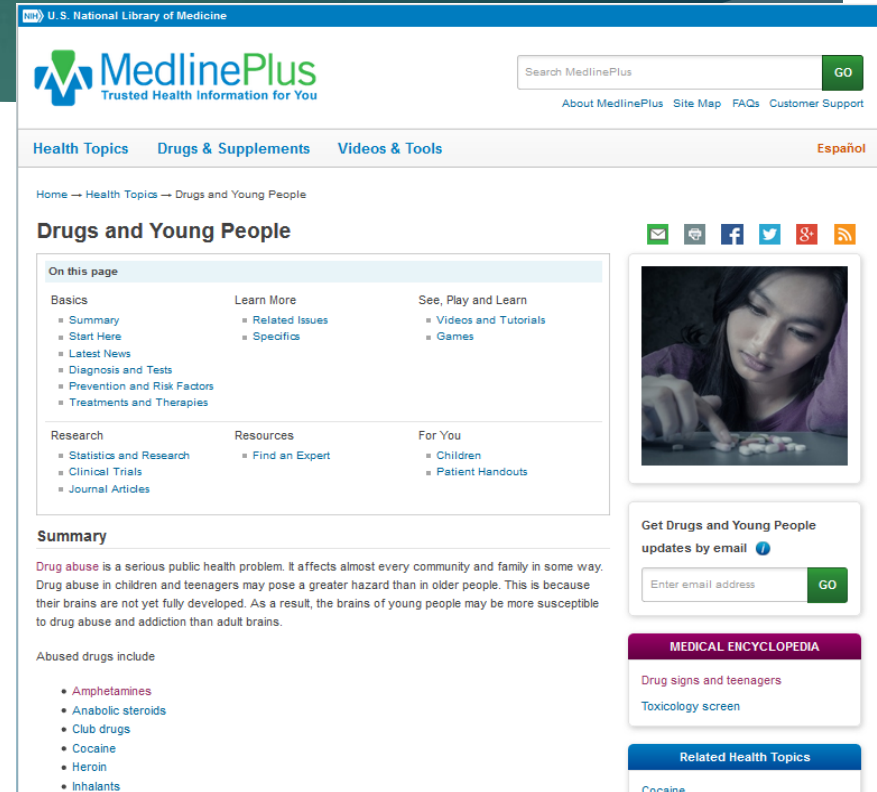 NIH U.S. National Library of Medicine
MedlinePlus
Trusted Health Information for You
Search MedlinePlus GO
About MedlinePlus Site Map FAQs Customer Support
Health Topics Drugs & Supplements Videos & Tools Español
Home → Health Topics → Drugs and Young People
Drugs and Young People
On this page
Basics
Summary
Start Here
Latest News
Diagnosis and Tests
Prevention and Risk Factors
Treatments and Therapies
Learn More
Related Issues
Specifics
See, Play and Learn
Videos and Tutorials
Games
Research
Statistics and Research
Clinical Trials
Journal Articles
Resources
Find an Expert
For You
Children
Patient Handouts
Summary
Drug abuse is a serious public health problem. It affects almost every community and family in some way.
Drug abuse in children and teenagers may pose a greater hazard than in older people. This is because
their brains are not yet fully developed. As a result, the brains of young people may be more susceptible
to drug abuse and addiction than adult brains.
Abused drugs include
• Amphetamines
• Anabolic steroids
• Club drugs
• Cocaine
• Heroin
• Inhalants
Get Drugs and Young People
updates by email i
Enter email address GO
MEDICAL ENCYCLOPEDIA
Drug signs and teenagers
Toxicology screen
Related Health Topics
Cocaine